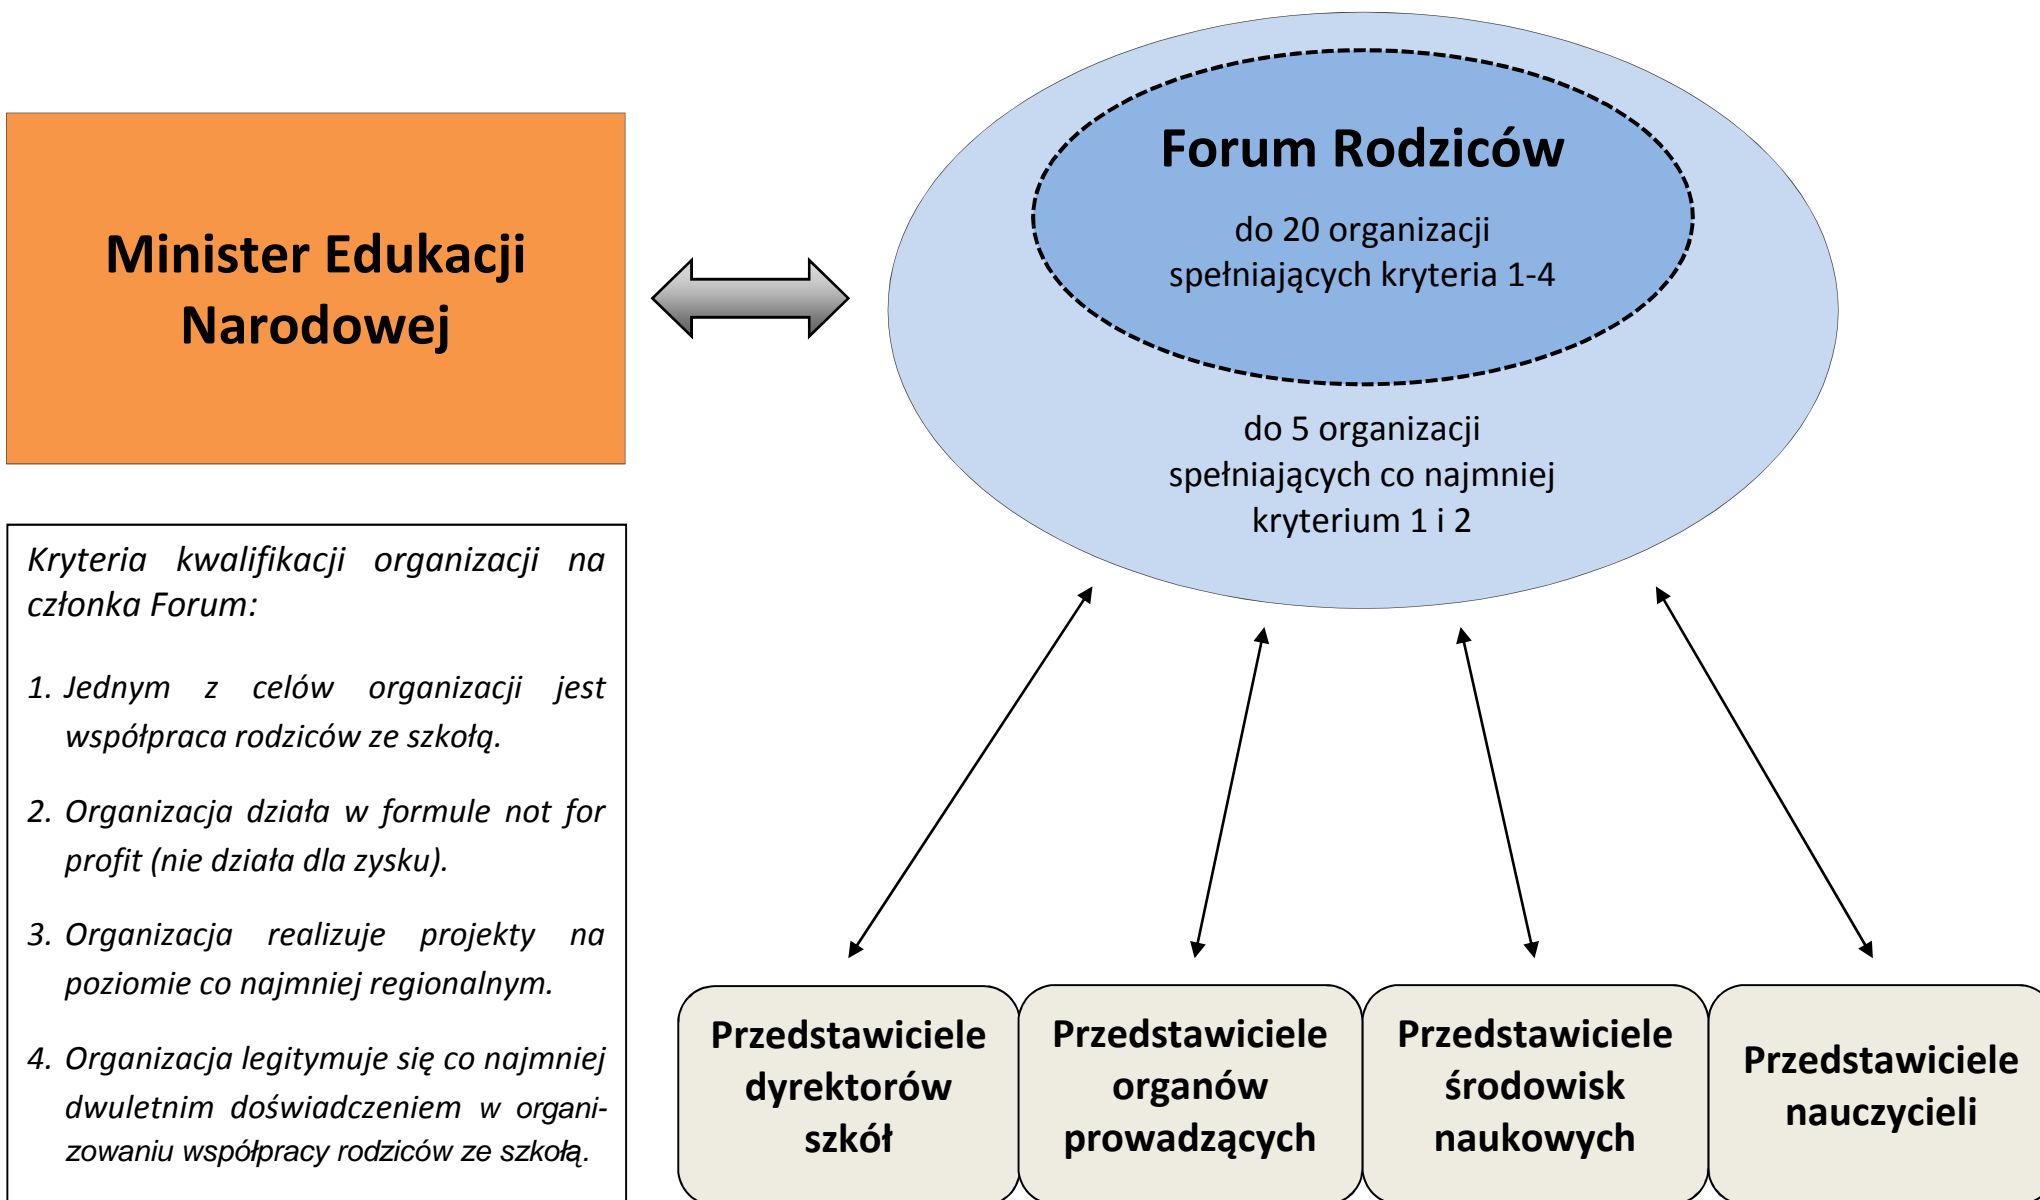 Minister Edukacji
Narodowej
Forum Rodziców
do 20 organizacji
spełniających kryteria 1-4
do 5 organizacji
spełniających co najmniej
kryterium 1 i 2
Kryteria kwalifikacji organizacji na
członka Forum:
1. Jednym z celów organizacji jest
współpraca rodziców ze szkołą.
2. Organizacja działa w formule not for
profit (nie działa dla zysku).
3. Organizacja realizuje projekty na
poziomie co najmniej regionalnym.
4. Organizacja legitymuje się co najmniej
dwuletnim doświadczeniem w organi-
zowaniu współpracy rodziców ze szkołą.
Przedstawiciele
dyrektorów
szkół
Przedstawiciele
organów
prowadzących
Przedstawiciele
środowisk
naukowych
Przedstawiciele
nauczycieli